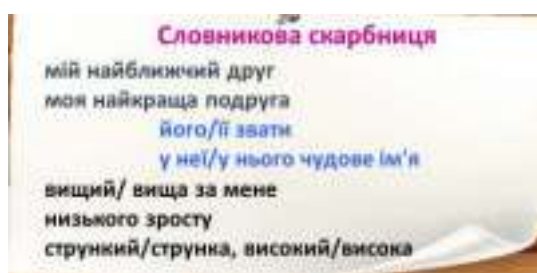 Словникова скарбниця
мій найближчий друг
моя найкраща подруга
його/її звати
у неї/у нього чудове ім'я
вищий/ вища за мене
низького зросту
стрункий/струнка, високий/висока